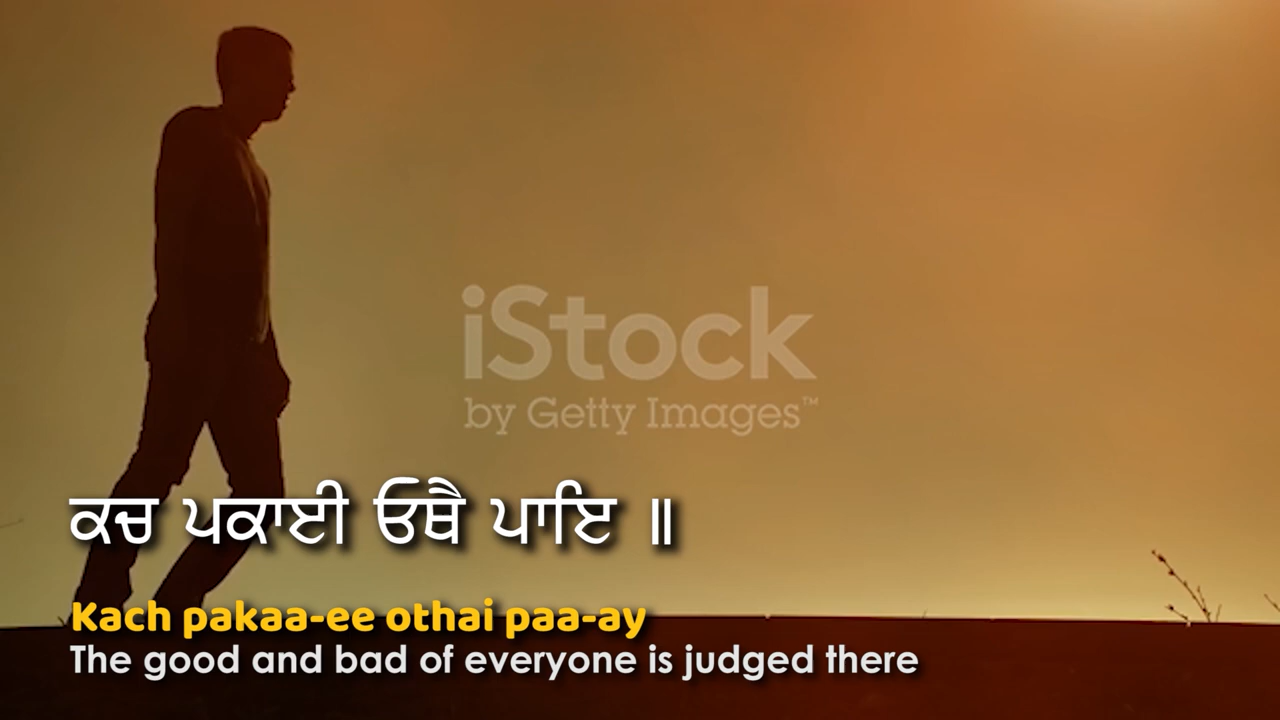 iStock
by Getty Images™
ਕਚ ਪਕਾਈ ਓਥੈ ਪਾਇ ॥
Kach pakaa-ee othai paa-ay
The good and bad of everyone is judged there